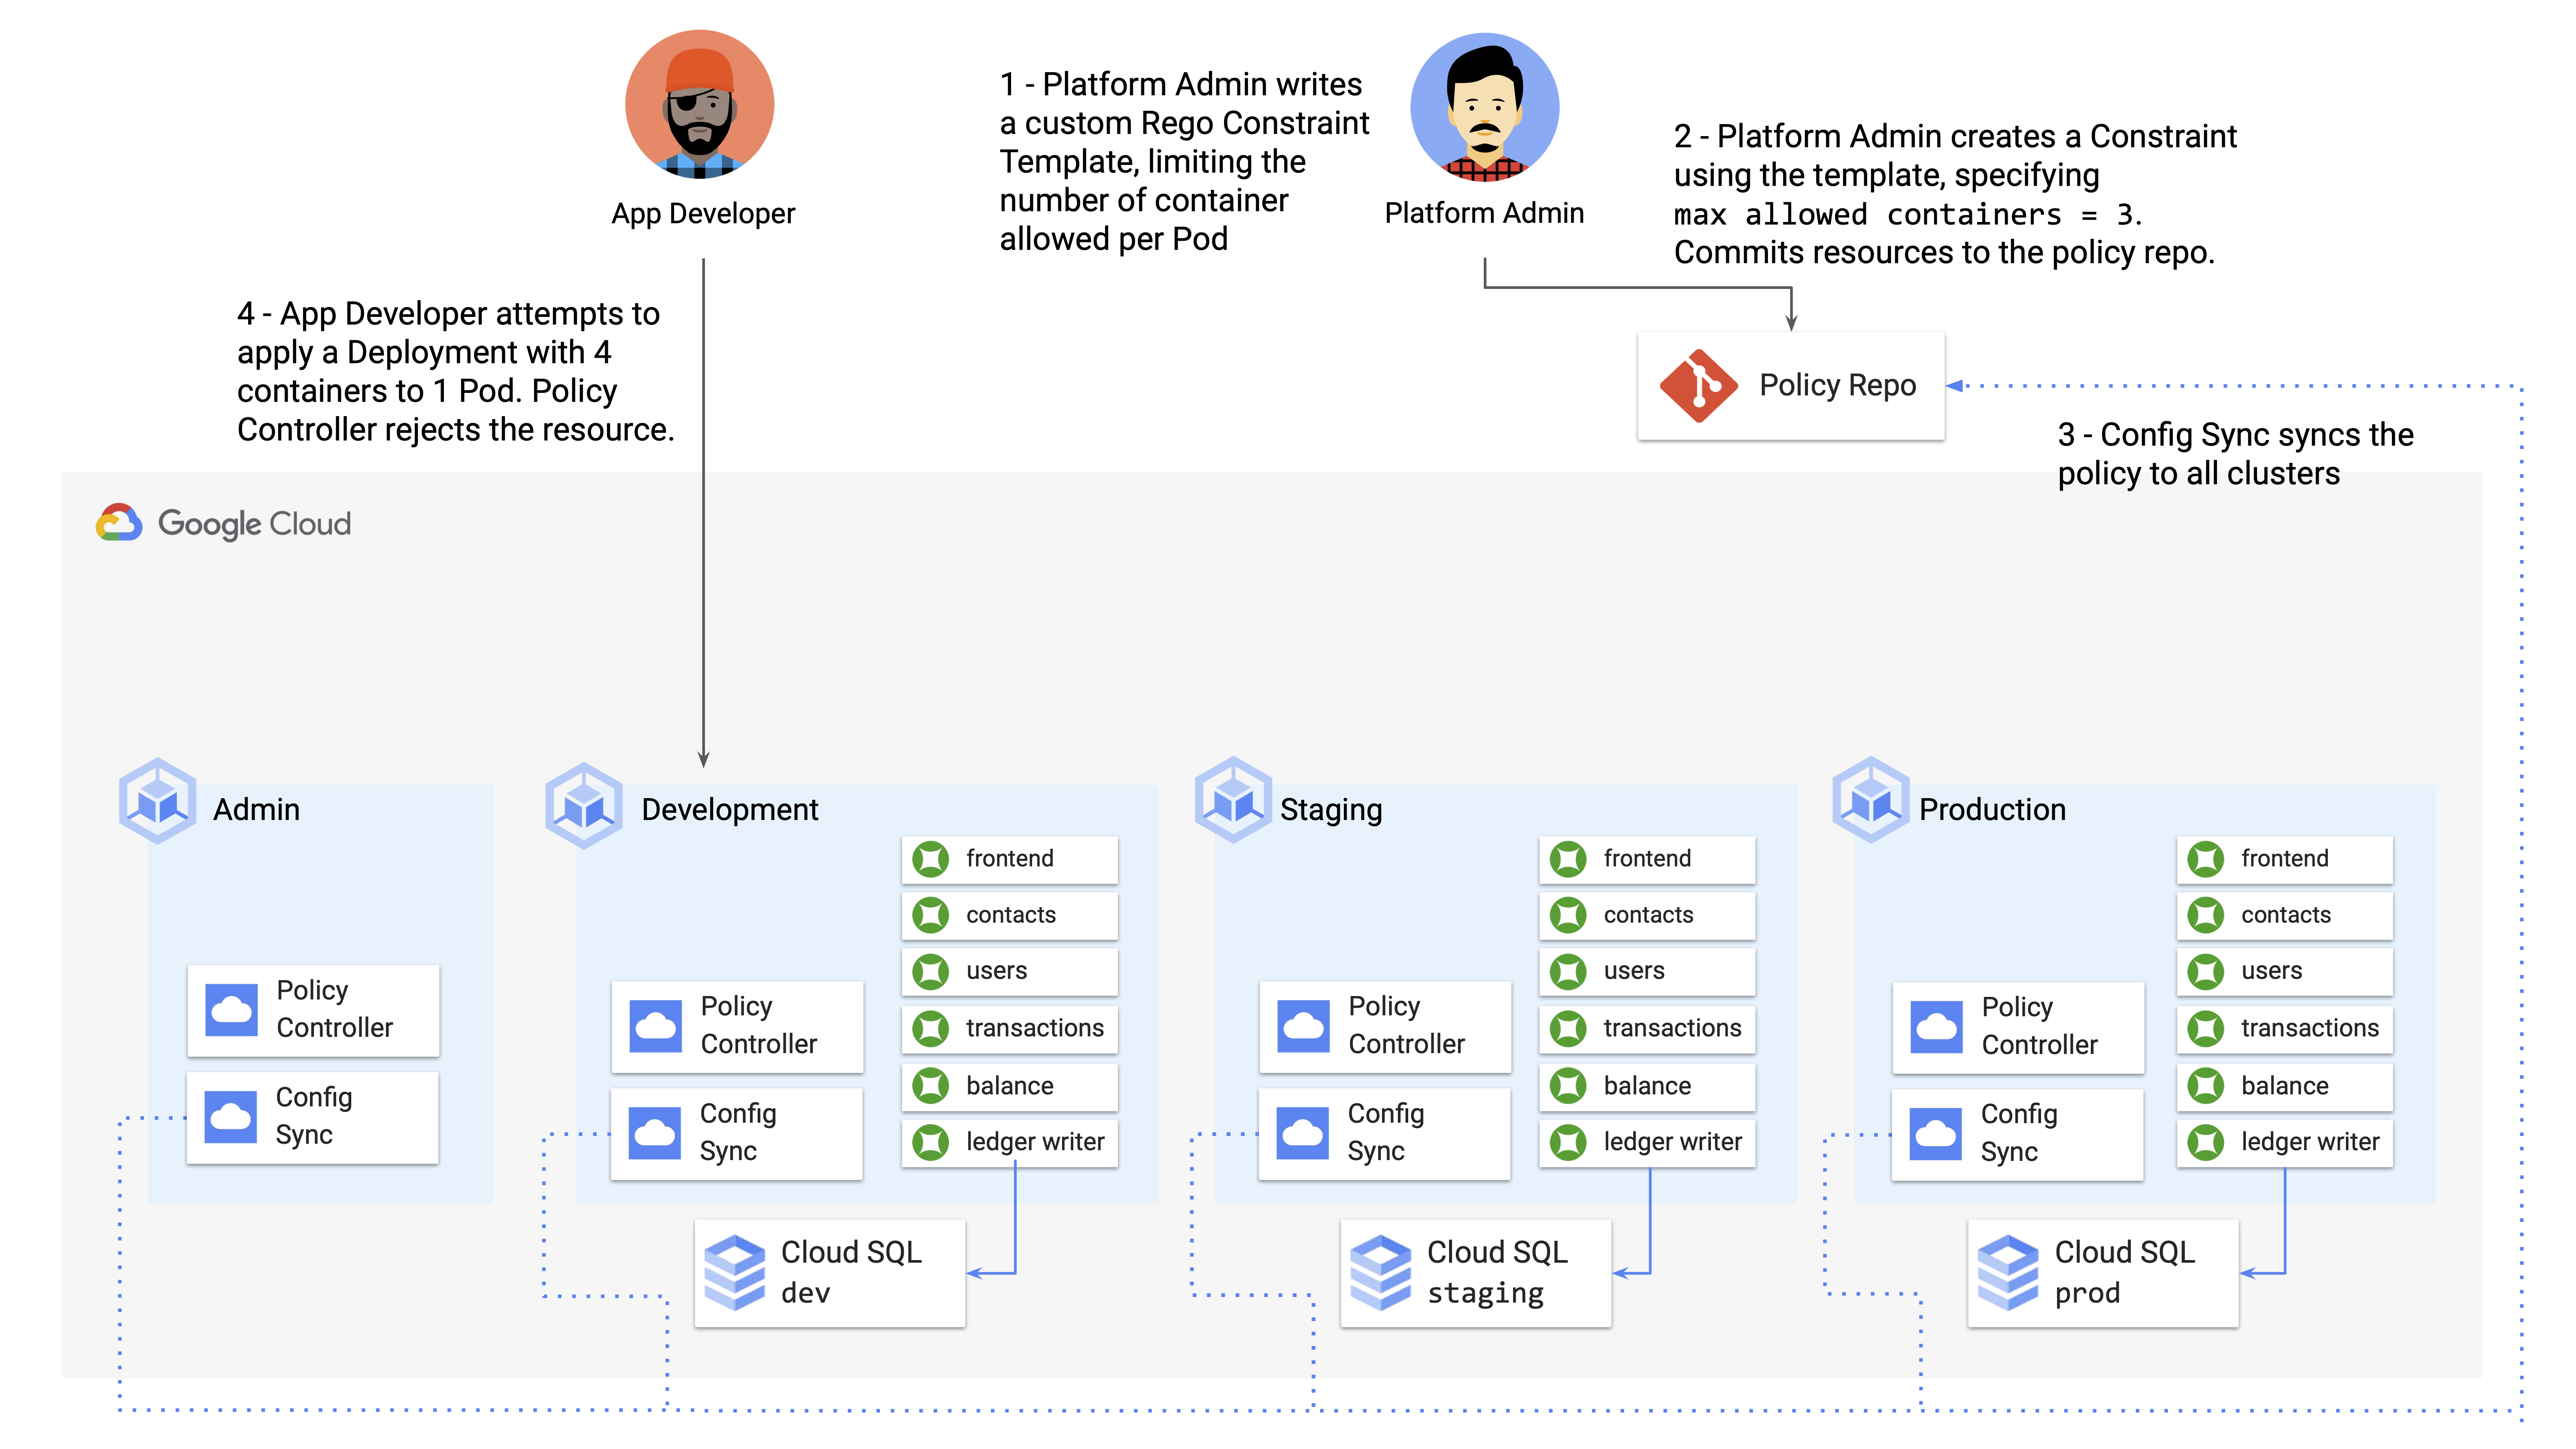 App Developer
1 - Platform Admin writes
a custom Rego Constraint
Template, limiting the
number of container
allowed per Pod
Platform Admin
2 - Platform Admin creates a Constraint
using the template, specifying
max allowed containers = 3.
Commits resources to the policy repo.
4 - App Developer attempts to
apply a Deployment with 4
containers to 1 Pod. Policy
Controller rejects the resource.
Policy Repo
3 - Config Sync syncs the
policy to all clusters
Google Cloud
Admin
Policy
Controller
Config
Sync
Development
frontend
contacts
users
transactions
balance
ledger writer
Policy
Controller
Config
Sync
Cloud SQL
dev
Staging
frontend
contacts
users
transactions
balance
ledger writer
Policy
Controller
Config
Sync
Cloud SQL
staging
Production
frontend
contacts
users
transactions
balance
ledger writer
Policy
Controller
Config
Sync
Cloud SQL
prod